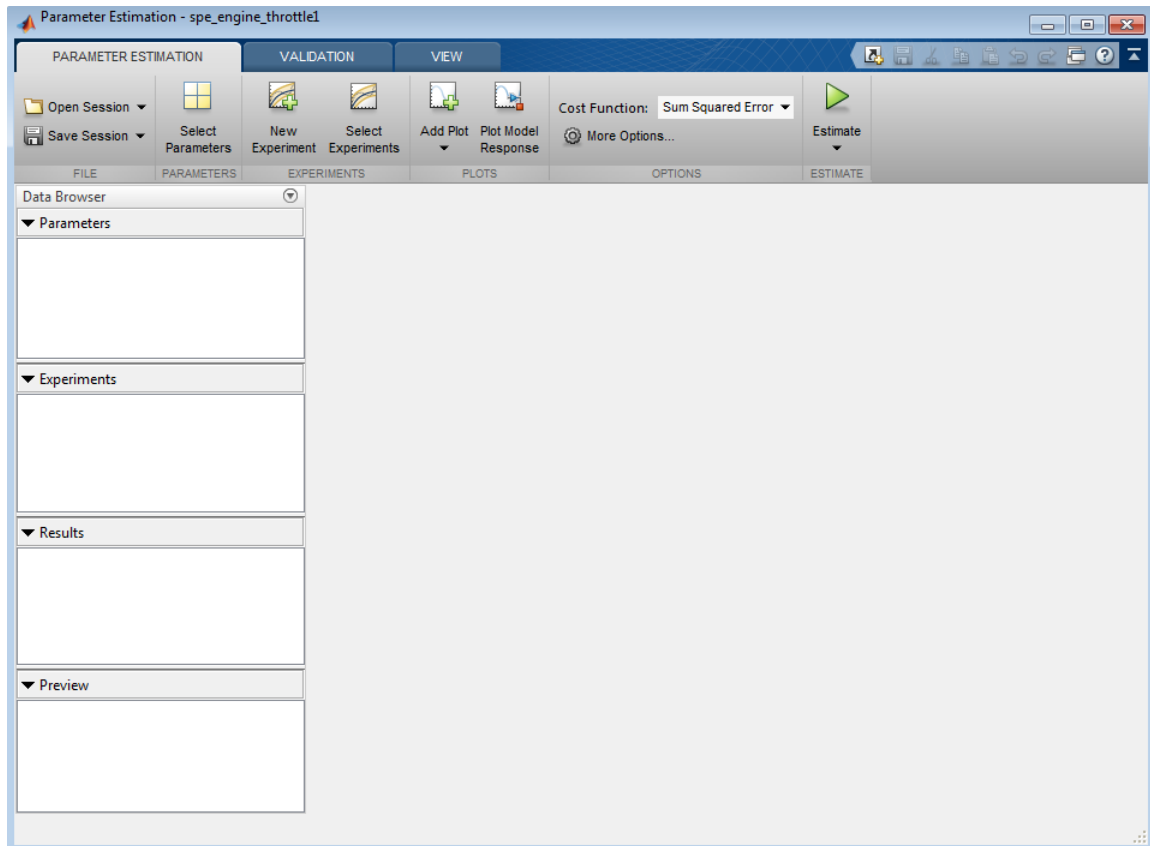 Parameter Estimation - spe_engine_throttle1
PARAMETER ESTIMATION VALIDATION VIEW
Open Session
Save Session
Select
Parameters
New
Experiment
Select
Experiments
Add Plot
Plot Model
Response
Cost Function: Sum Squared Error
More Options...
Estimate
FILE PARAMETERS EXPERIMENTS PLOTS OPTIONS ESTIMATE
Data Browser
Parameters
Experiments
Results
Preview